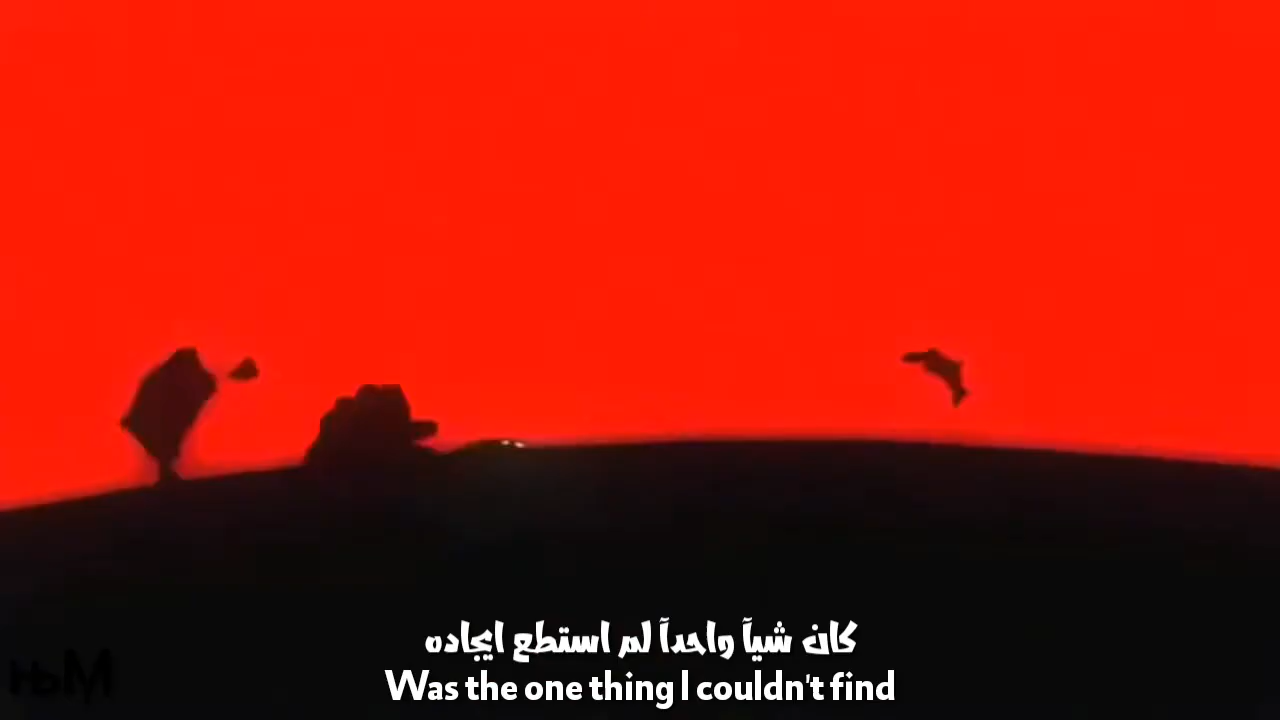 كان شيآ واحدآ لم استطع ايجاده
Was the one thing I couldn't find